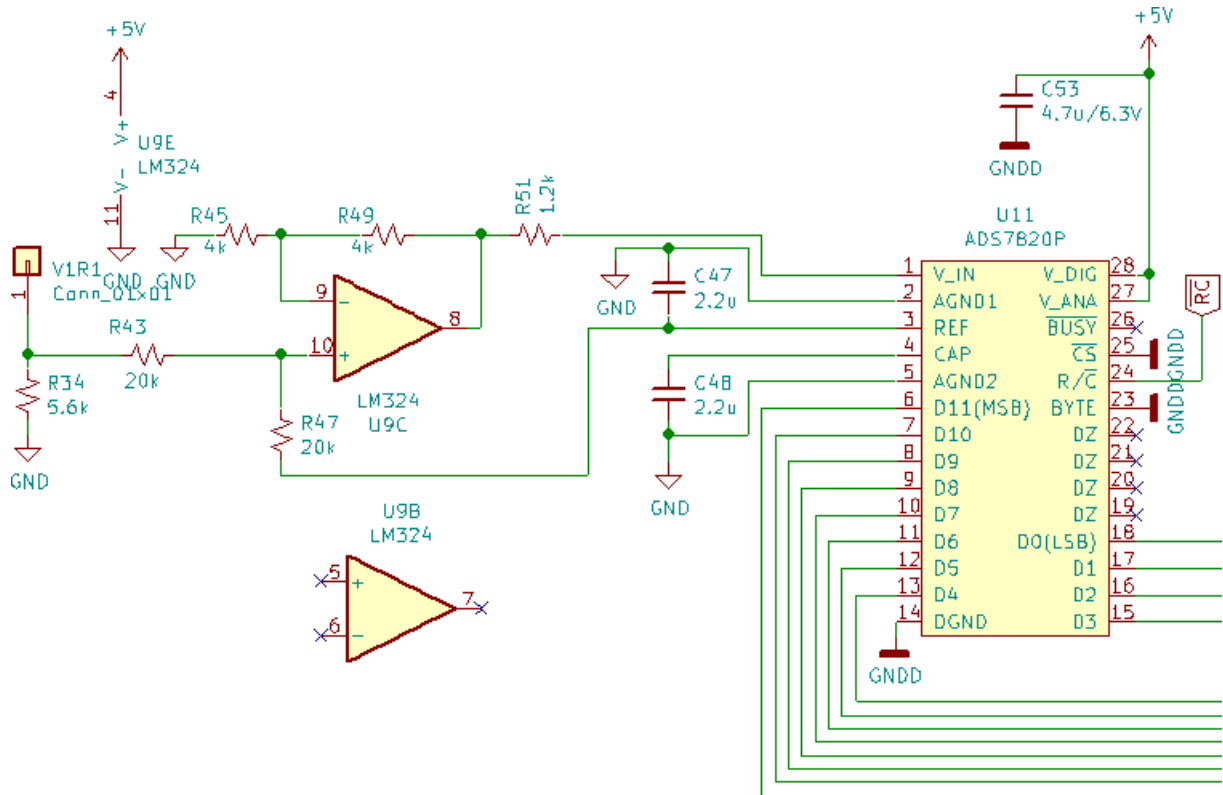 +5V
4
V+
V-
11
U9E
LM324
GND
V1R1
Conn_01x01
1
R34
5.6k
GND
R43
20k
R45
4k
GND
R49
4k
9
-
10
+
8
LM324
U9C
R47
20k
U9B
LM324
5
+
6
-
7
R51
1.2k
GND
C47
2.2u
C48
2.2u
GND
+5V
C53
4.7u/6.3V
GNDD
U11
ADS7820P
1 V_IN V_DIG 28
2 AGND1 V_ANA 27
3 REF BUSY 26
4 CAP CS 25 GNDD
5 AGND2 R/C 24
6 D11(MSB) BYTE 23 GNDD
7 D10 DZ 22
8 D9 DZ 21
9 D8 DZ 20
10 D7 DZ 19
11 D6 D0(LSB) 18
12 D5 D1 17
13 D4 D2 16
14 DGND D3 15
GNDD
RC